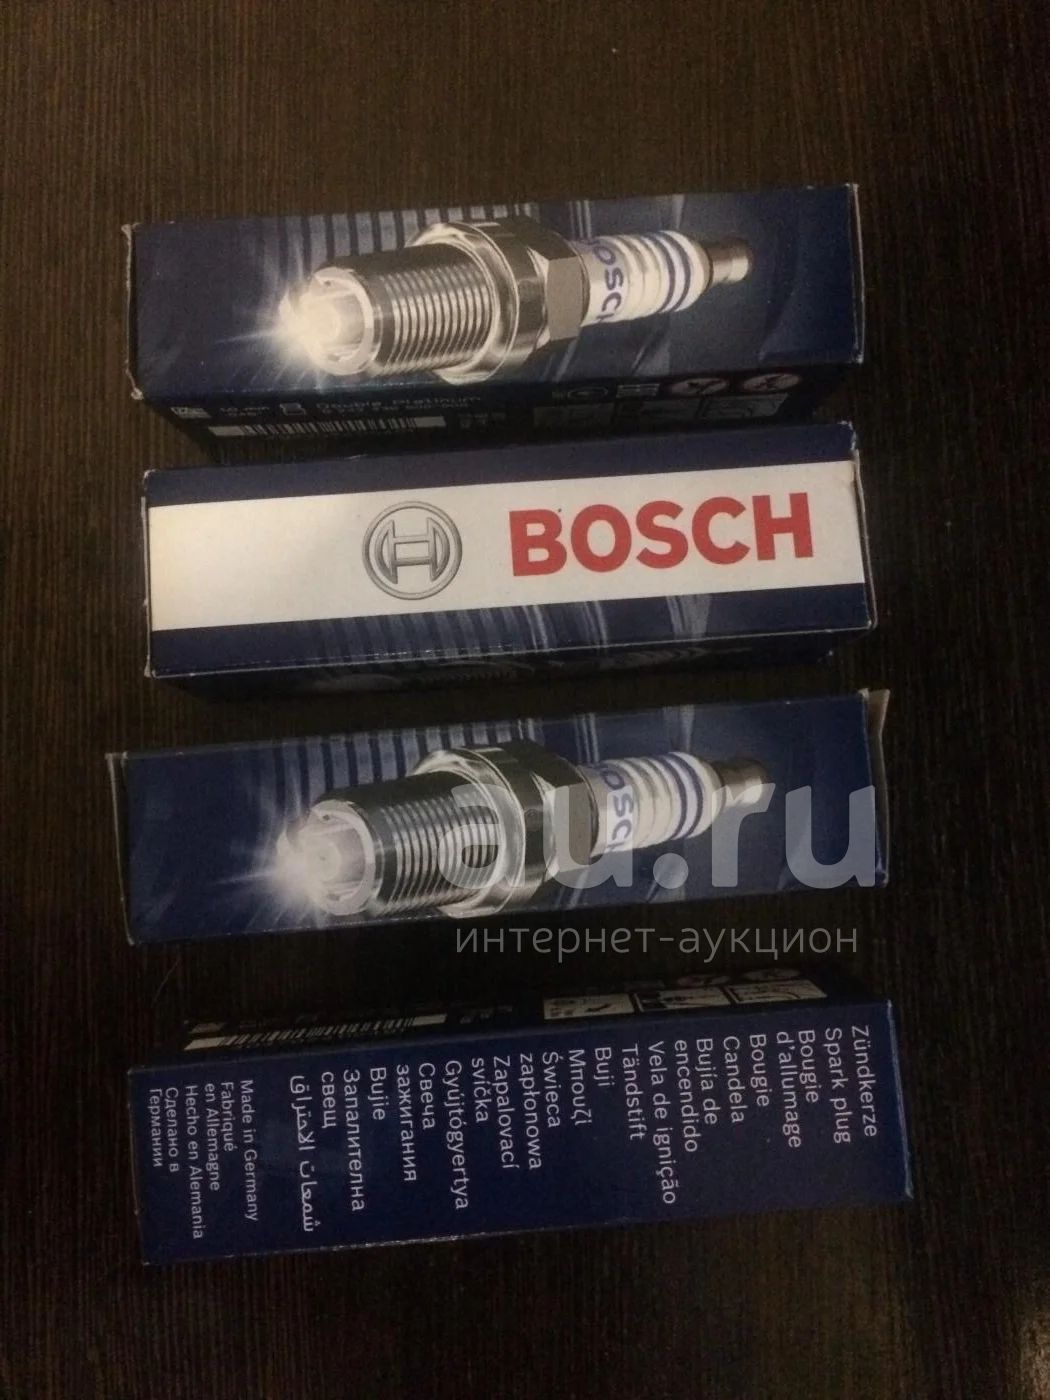 BOSCH
Double Platinum
BOSCH
BOSCH
au.ru
интернет-аукцион
Zündkerze
Spark plug
Bougie
d'allumage
Bougie
Candela
Bujía de
encendido
Vela de ignição
Tändstift
Buji
Μπουζί
Świeca
zapłonowa
Zapalovací
svíčka
Gyújtógyertya
Свеча
зажигания
Bujie
Запалителна
свещ
شمعات الاحتراق
Made in Germany
Fabriqué
en Allemagne
Hecho en Alemania
Сделано в
Германии